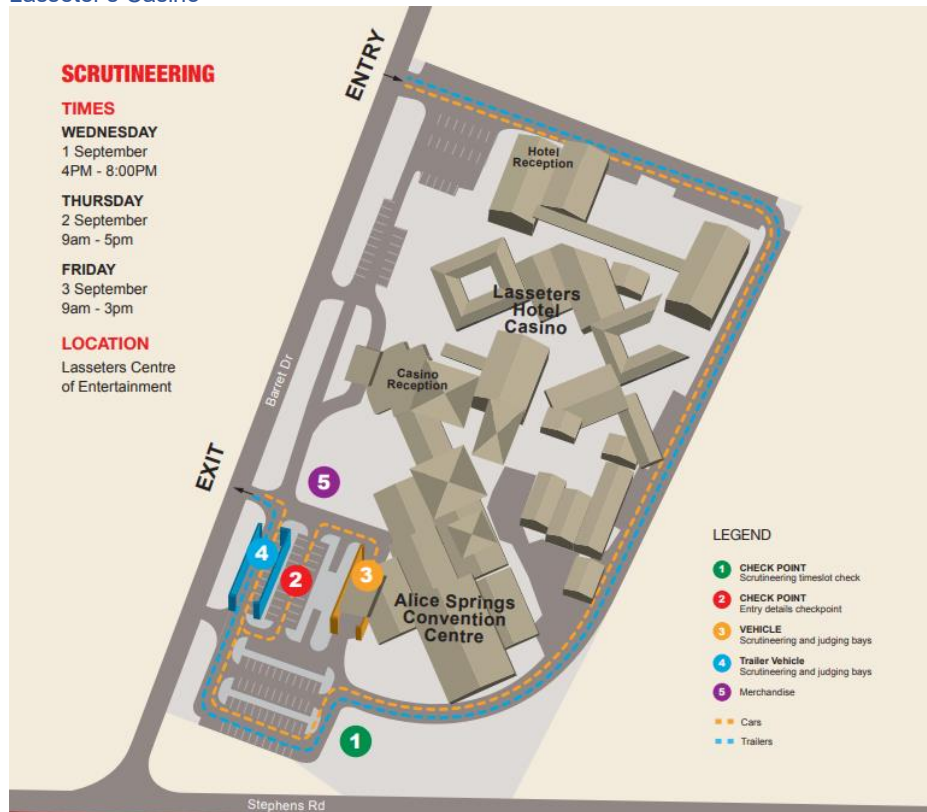 Lasseter's Casino
SCRUTINEERING
TIMES
WEDNESDAY
1 September
4PM - 8:00PM
THURSDAY
2 September
9am - 5pm
FRIDAY
3 September
9am - 3pm
LOCATION
Lasseters Centre
of Entertainment
ENTRY
Hotel
Reception
Lasseters
Hotel
Casino
Casino
Reception
Barret Dr
EXIT
5
4
2
3
Alice Springs
Convention
Centre
1
Stephens Rd
LEGEND
1 CHECK POINT
Scrutineering timeslot check
2 CHECK POINT
Entry details checkpoint
3 VEHICLE
Scrutineering and judging bays
4 Trailer Vehicle
Scrutineering and judging bays
5 Merchandise
Cars
Trailers